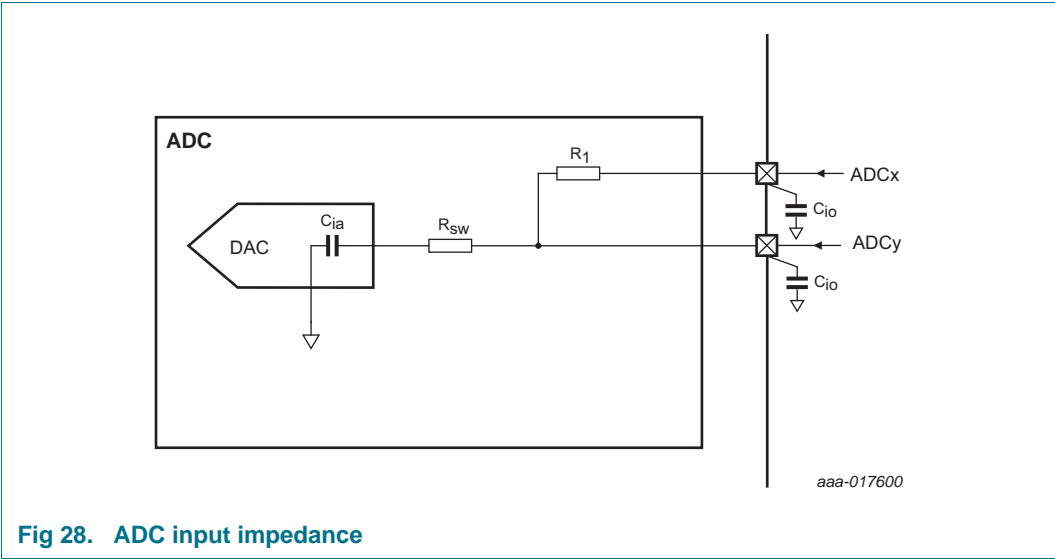 ADC
R1
ADCx
Cio
Cia
Rsw
DAC
ADCy
Cio
aaa-017600
Fig 28. ADC input impedance